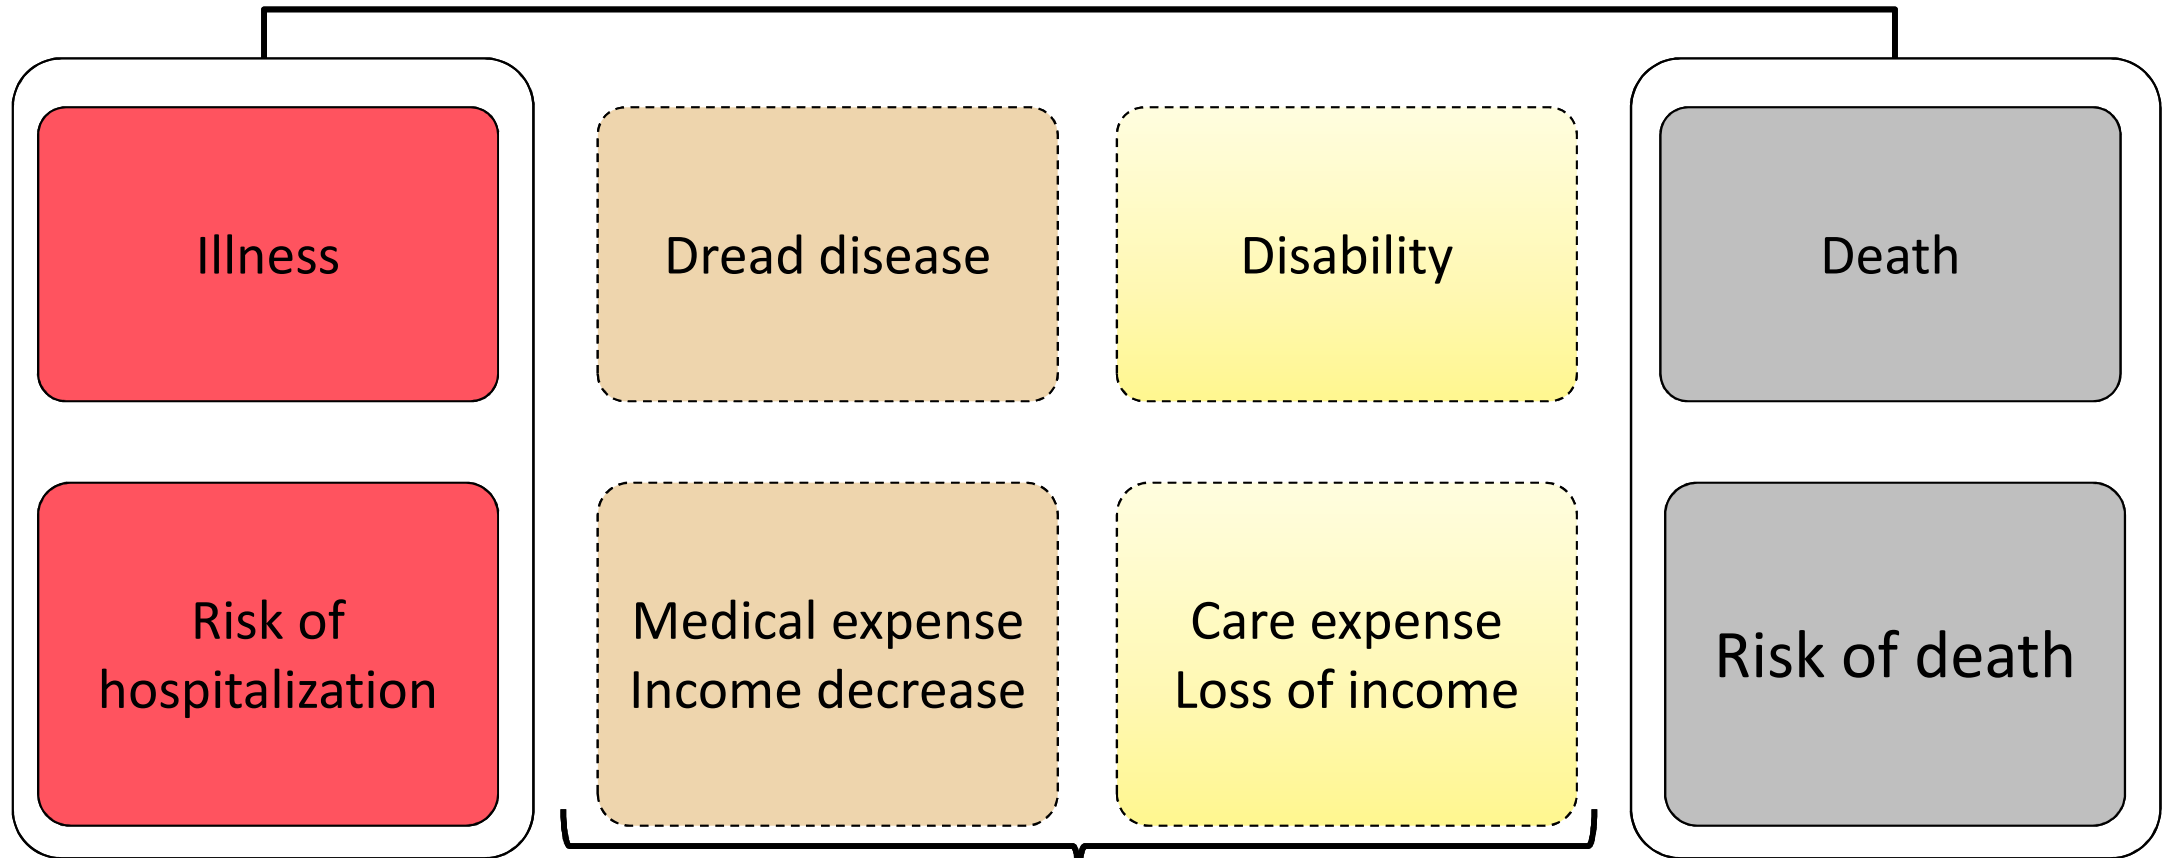 Illness
Dread disease
Disability
Death
Risk of
hospitalization
Medical expense
Income decrease
Care expense
Loss of income
Risk of death